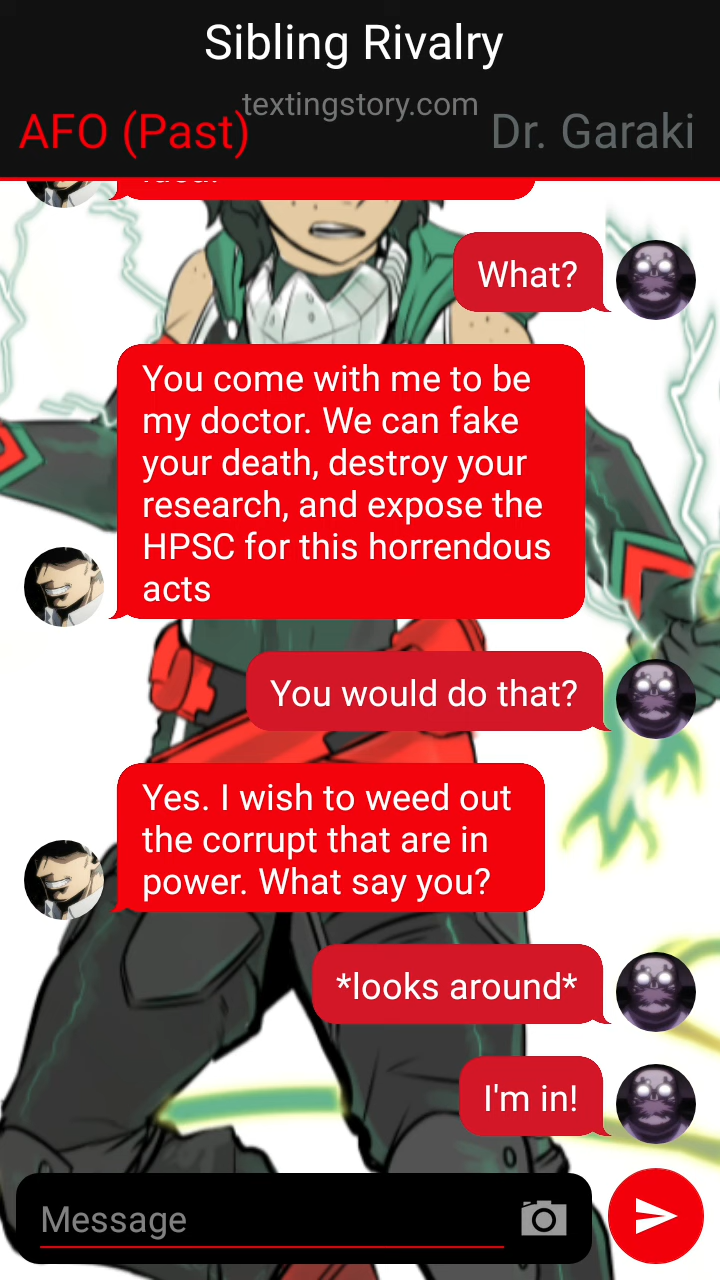 Sibling Rivalry
textingstory.com
AFO (Past)
Dr. Garaki
What?
You come with me to be
my doctor. We can fake
your death, destroy your
research, and expose the
HPSC for this horrendous
acts
You would do that?
Yes. I wish to weed out
the corrupt that are in
power. What say you?
*looks around*
I'm in!
Message